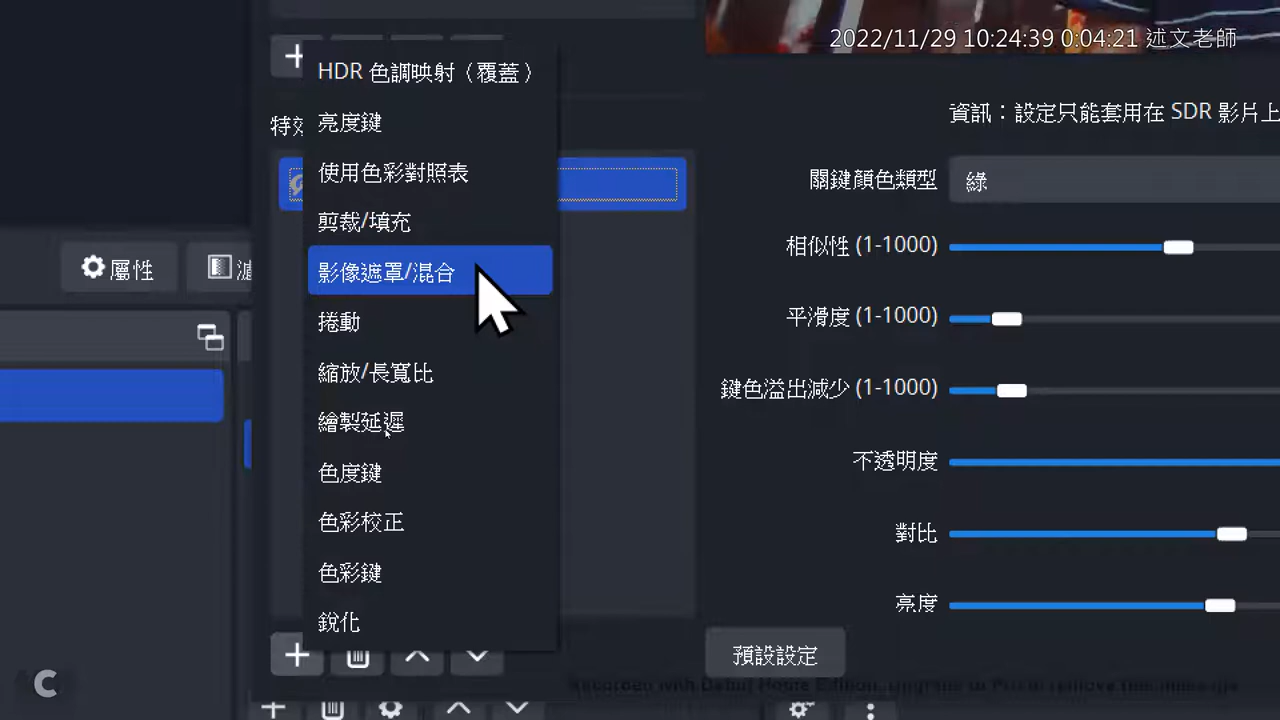 2022/11/29 10:24:39 0:04:21 述文老師
HDR 色調映射（覆蓋）
特效
亮度鍵
使用色彩對照表
剪裁/填充
影像遮罩/混合
捲動
縮放/長寬比
繪製延遲
色度鍵
色彩校正
色彩鍵
銳化
屬性
濾
資訊：設定只能套用在 SDR 影片上
關鍵顏色類型
綠
相似性 (1-1000)
平滑度 (1-1000)
鍵色溢出減少 (1-1000)
不透明度
對比
亮度
預設設定
C